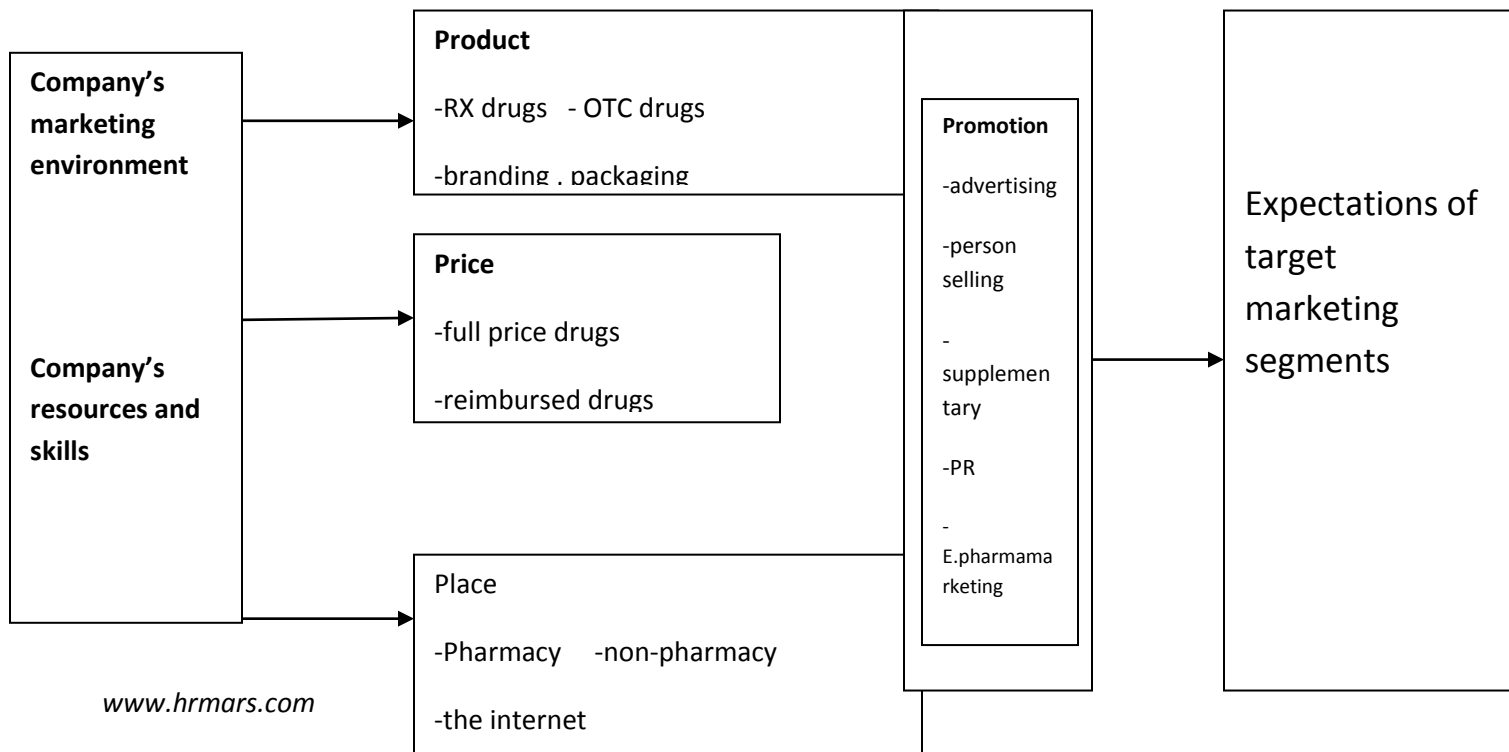 Company’s
marketing
environment
Company’s
resources and
skills
Product
-RX drugs - OTC drugs
-branding . packaging
Price
-full price drugs
-reimbursed drugs
Place
-Pharmacy -non-pharmacy
-the internet
Promotion
-advertising
-person
selling
-
supplemen
tary
-PR
-
E.pharmama
rketing
Expectations of
target
marketing
segments
www.hrmars.com